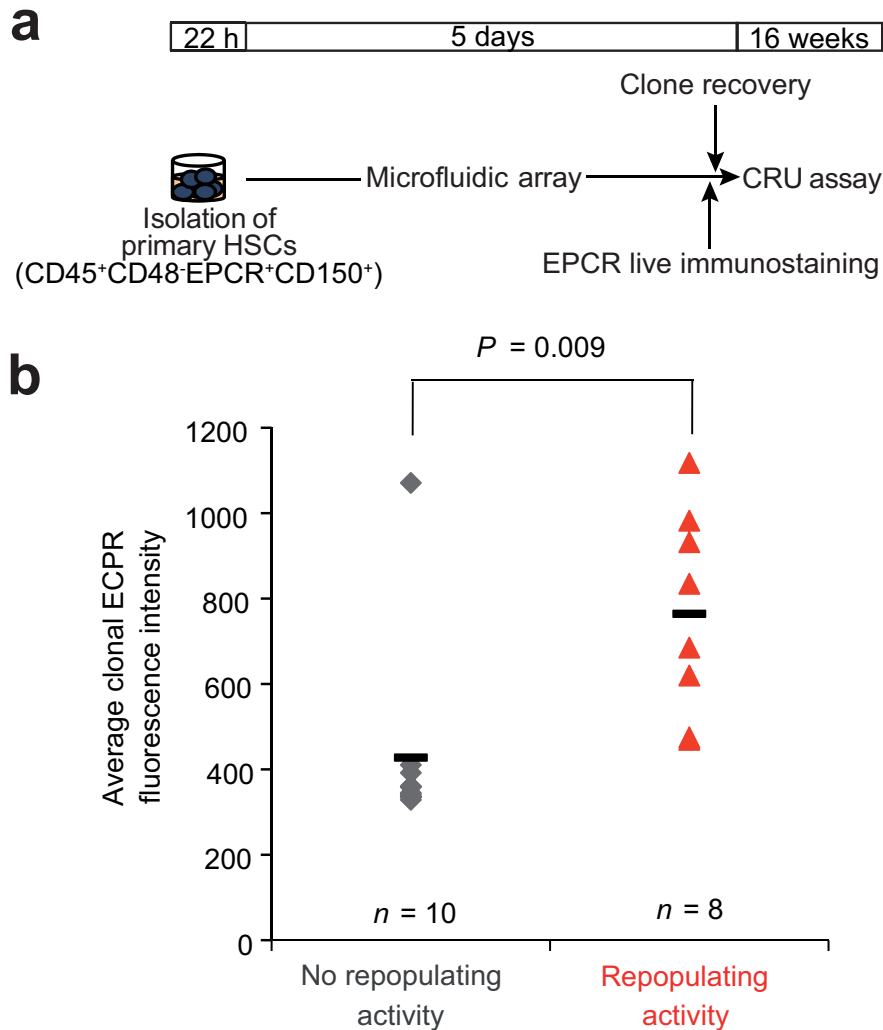 a
22 h
5 days
16 weeks
Clone recovery
Microfluidic array
CRU assay
Isolation of
primary HSCs
(CD45⁺CD48⁻EPCR⁺CD150⁺)
EPCR live immunostaining
b
P = 0.009
Average clonal ECPR
fluorescence intensity
1200
1000
800
600
400
200
0
n = 10
n = 8
No repopulating
activity
Repopulating
activity